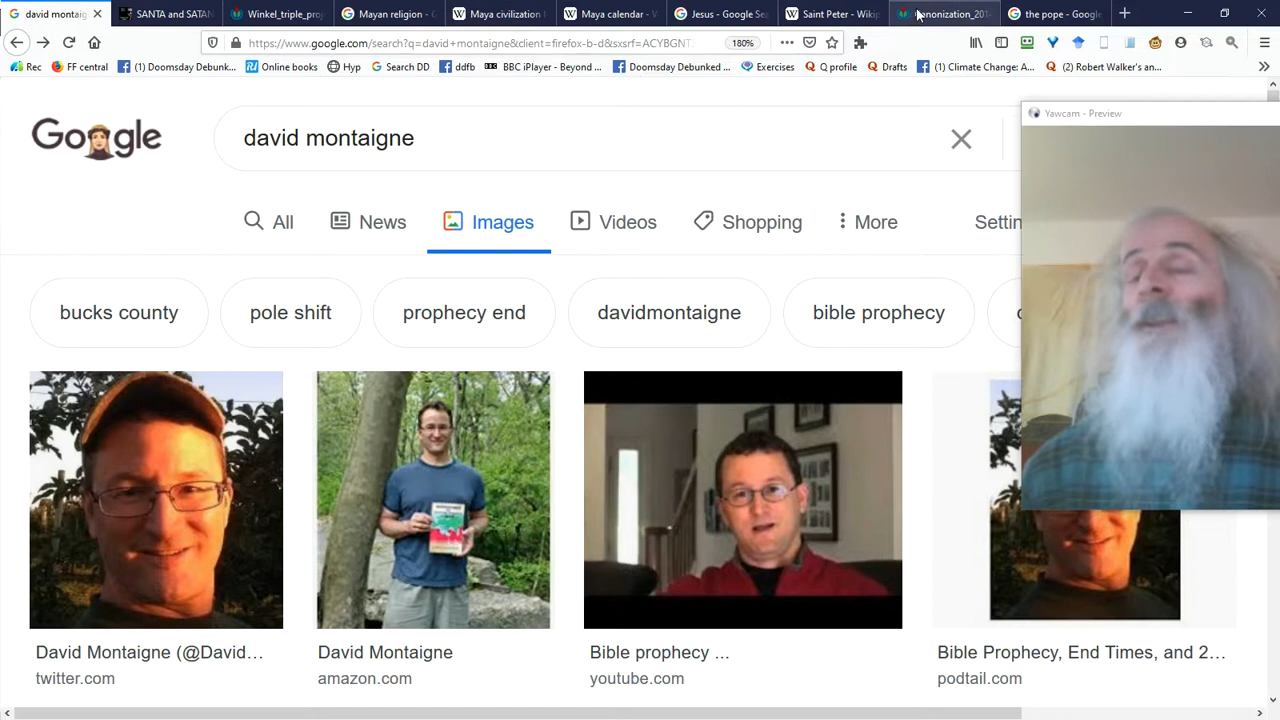 david montai
SANTA and SATAN
Winkel_triple_proj
Mayan religion - G
Maya civilization
Maya calendar - W
Jesus - Google Sea
Saint Peter - Wikip
anonization_2014
the pope - Google
https://www.google.com/search?q=david+montaigne&client=firefox-b-d&sxsrf=ACYBGNT
180%
Rec
FF central
(1) Doomsday Debunk...
Online books
Hyp
Search DD
ddfb
BBC iPlayer - Beyond ...
Doomsday Debunked ...
Exercises
Q profile
Drafts
(1) Climate Change: A...
(2) Robert Walker's an...
Yawcam - Preview
Google
david montaigne
All
News
Images
Videos
Shopping
More
Settin
bucks county
pole shift
prophecy end
davidmontaigne
bible prophecy
David Montaigne (@David...
twitter.com
David Montaigne
amazon.com
Bible prophecy ...
youtube.com
Bible Prophecy, End Times, and 2...
podtail.com